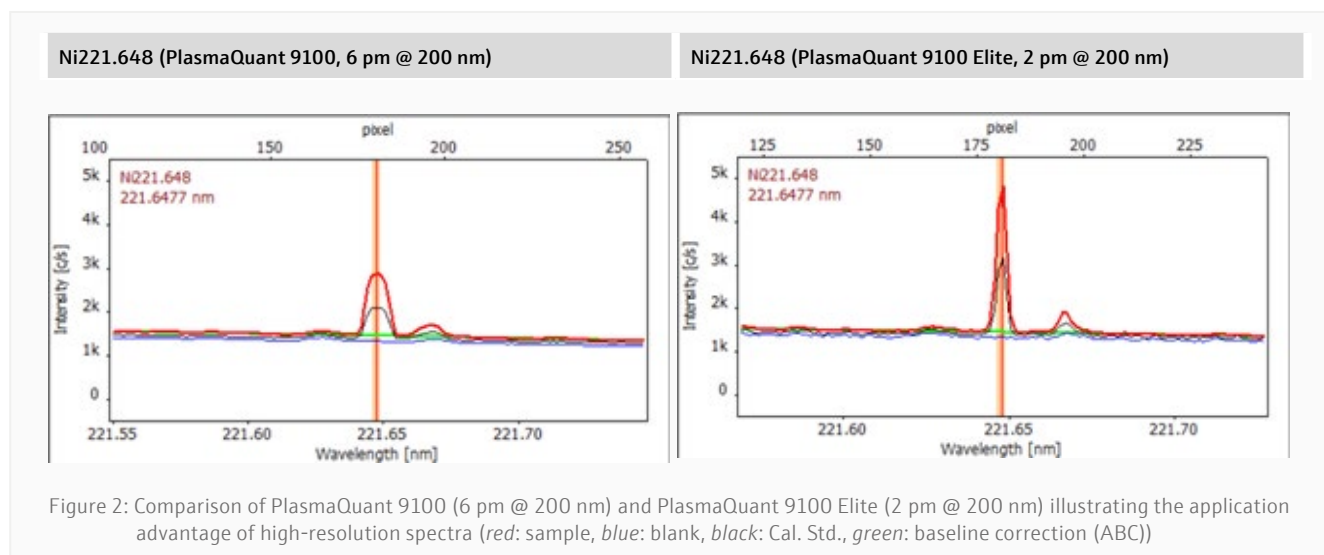 Ni221.648 (PlasmaQuant 9100, 6 pm @ 200 nm)
Ni221.648 (PlasmaQuant 9100 Elite, 2 pm @ 200 nm)
pixel
100 150 200 250
Ni221.648
221.6477 nm
5k
4k
3k
2k
1k
0
Intensity [c/s]
221.55 221.60 221.65 221.70
Wavelength [nm]
pixel
125 150 175 200 225
Ni221.648
221.6477 nm
5k
4k
3k
2k
1k
0
Intensity [c/s]
221.60 221.65 221.70
Wavelength [nm]
Figure 2: Comparison of PlasmaQuant 9100 (6 pm @ 200 nm) and PlasmaQuant 9100 Elite (2 pm @ 200 nm) illustrating the application
advantage of high-resolution spectra (red: sample, blue: blank, black: Cal. Std., green: baseline correction (ABC))